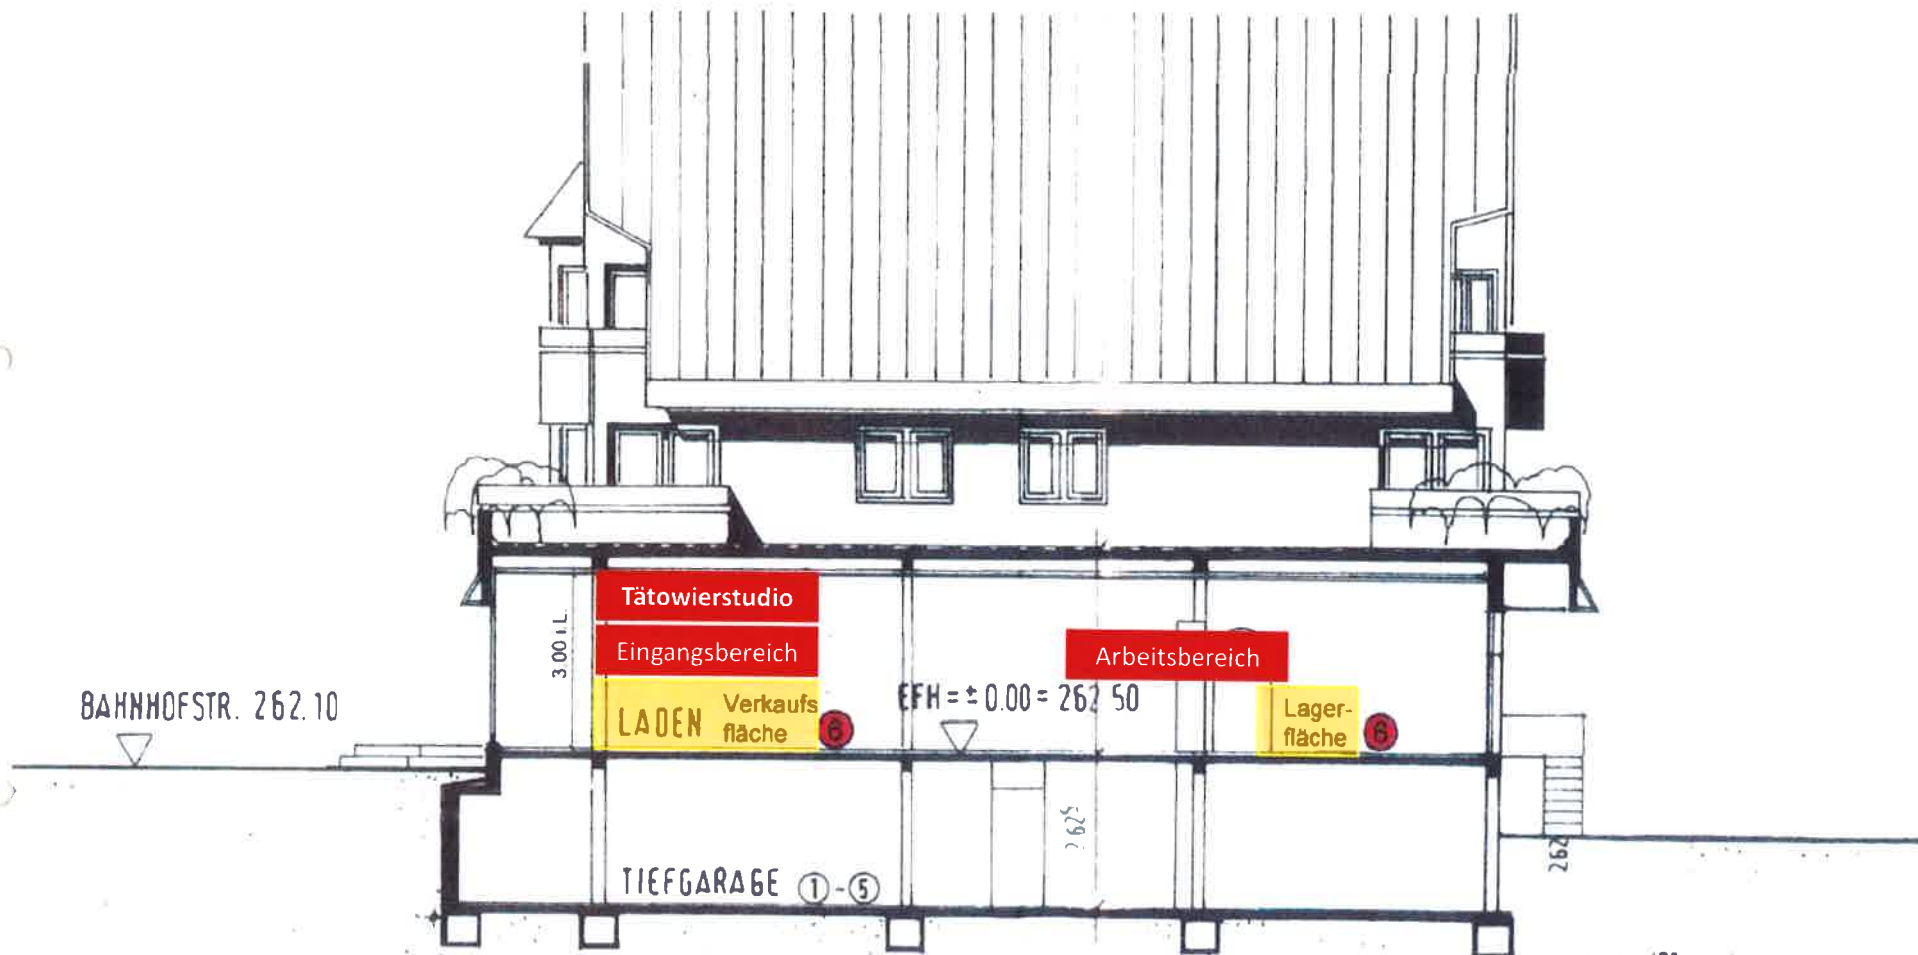 Tätowierstudio
3.00 i.L.
Eingangsbereich
Arbeitsbereich
BAHNHOFSTR. 262.10
LADEN Verkaufs
fläche
6
EFH = ± 0.00 = 262.50
Lager-
fläche
6
TIEFGARAGE 1 - 5
262